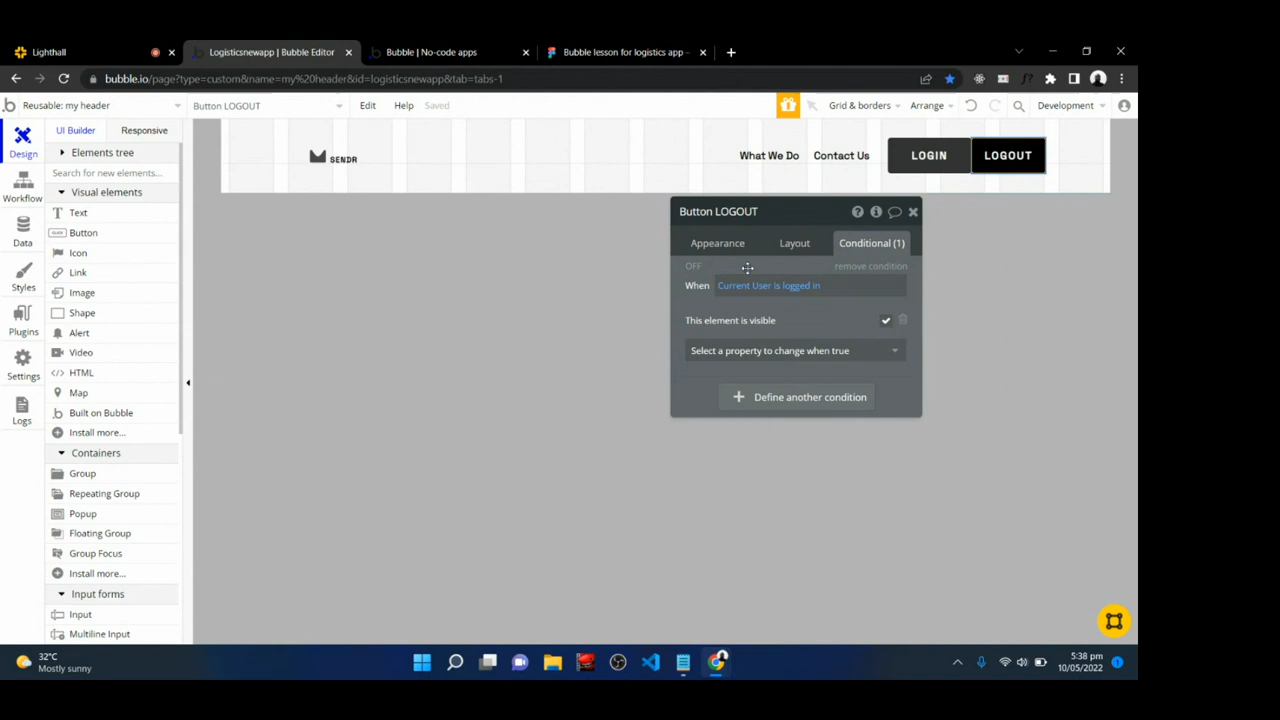 Lighthall
Logisticsnewapp | Bubble Editor
Bubble | No-code apps
Bubble lesson for logistics app –
bubble.io/page?type=custom&name=my%20header&id=logisticsnewapp&tab=tabs-1
Reusable: my header
Button LOGOUT
Edit
Help
Saved
Grid & borders
Arrange
Development
Design
Workflow
Data
Styles
Plugins
Settings
Logs
UI Builder
Responsive
Elements tree
Search for new elements...
Visual elements
Text
Button
Icon
Link
Image
Shape
Alert
Video
HTML
Map
Built on Bubble
Install more...
Containers
Group
Repeating Group
Popup
Floating Group
Group Focus
Install more...
Input forms
Input
Multiline Input
SENDR
What We Do
Contact Us
LOGIN
LOGOUT
Button LOGOUT
Appearance
Layout
Conditional (1)
OFF
remove condition
When
Current User is logged in
This element is visible
Select a property to change when true
Define another condition
32°C
Mostly sunny
5:38 pm
10/05/2022
1